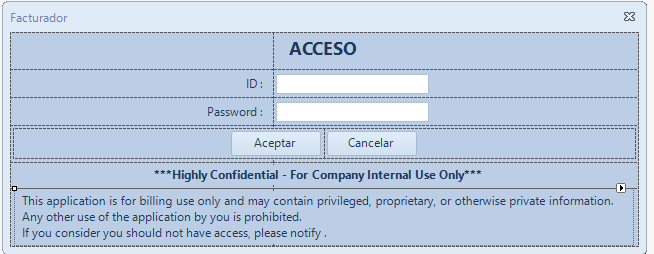 Facturador
ACCESO
ID :
Password :
Aceptar Cancelar
***Highly Confidential - For Company Internal Use Only***
This application is for billing use only and may contain privileged, proprietary, or otherwise private information.
Any other use of the application by you is prohibited.
If you consider you should not have access, please notify .